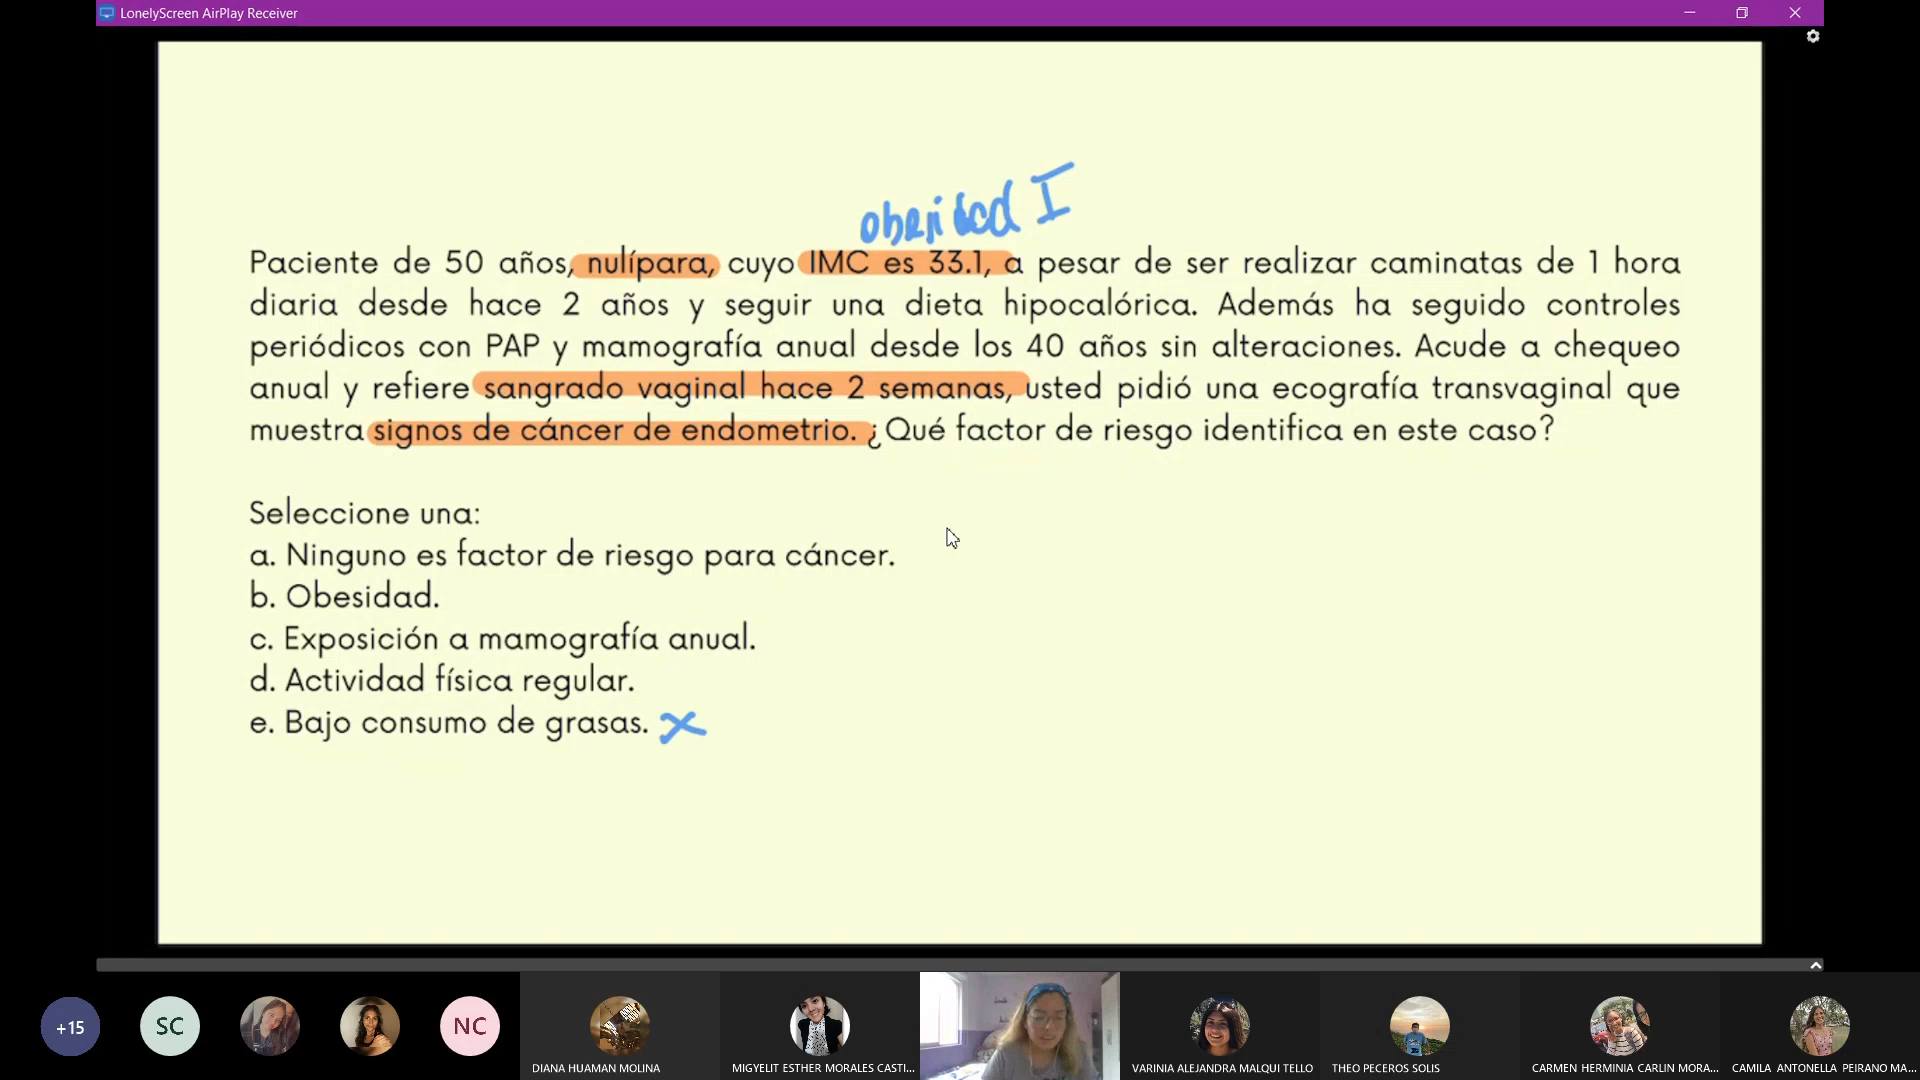 LonelyScreen AirPlay Receiver
obesidad I
Paciente de 50 años, nulípara, cuyo IMC es 33.1, a pesar de ser realizar caminatas de 1 hora
diaria desde hace 2 años y seguir una dieta hipocalórica. Además ha seguido controles
periódicos con PAP y mamografía anual desde los 40 años sin alteraciones. Acude a chequeo
anual y refiere sangrado vaginal hace 2 semanas, usted pidió una ecografía transvaginal que
muestra signos de cáncer de endometrio. ¿Qué factor de riesgo identifica en este caso?
Seleccione una:
a. Ninguno es factor de riesgo para cáncer.
b. Obesidad.
c. Exposición a mamografía anual.
d. Actividad física regular.
e. Bajo consumo de grasas. X
+15
SC
NC
DIANA HUAMAN MOLINA
MIGYELIT ESTHER MORALES CASTI...
VARINIA ALEJANDRA MALQUI TELLO
THEO PECEROS SOLIS
CARMEN HERMINIA CARLIN MORA...
CAMILA ANTONELLA PEIRANO MA...